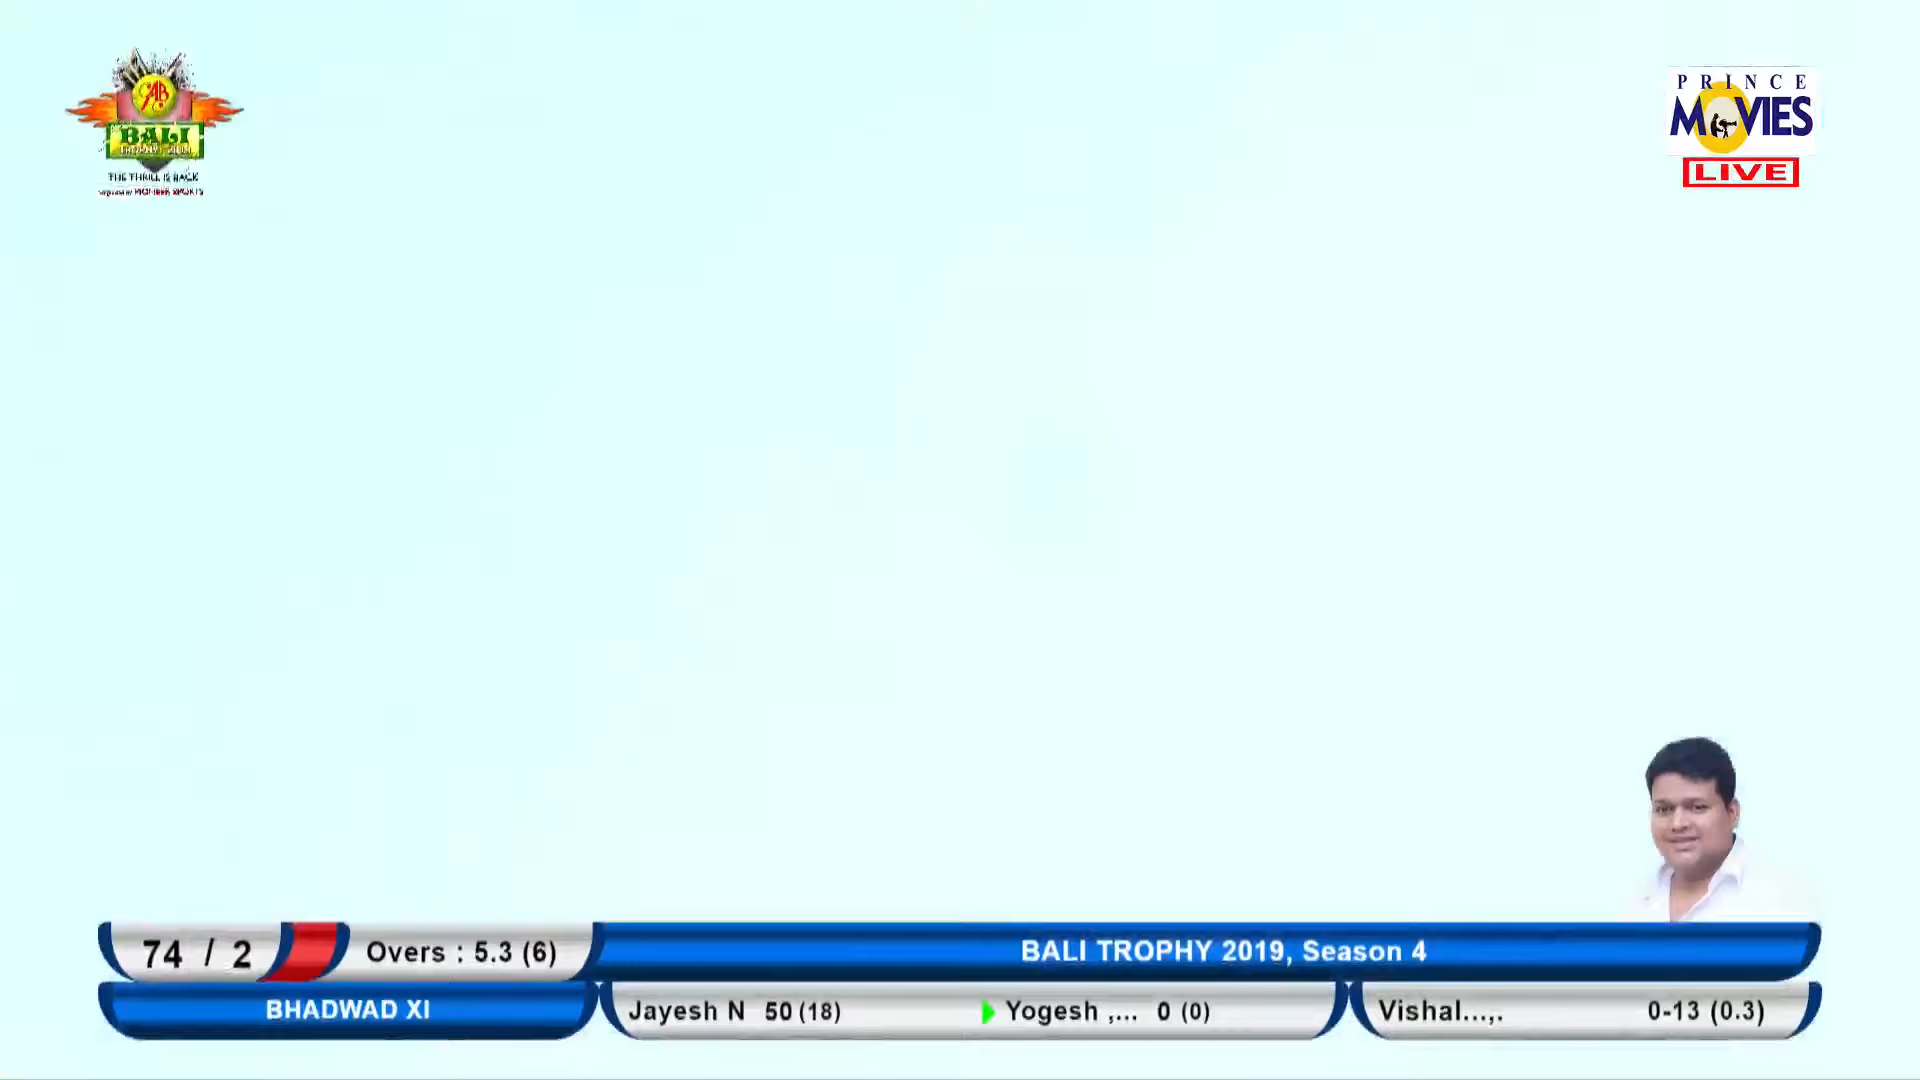 BALI
THE THRILL IS BACK
PRINCE
MOVIES
LIVE
74 / 2 Overs : 5.3 (6) BALI TROPHY 2019, Season 4
BHADWAD XI Jayesh N 50 (18) Yogesh ,... 0 (0) Vishal...,. 0-13 (0.3)